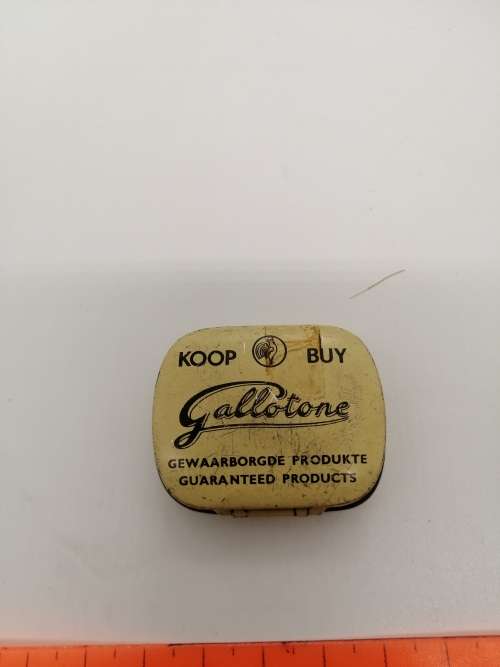 KOOP BUY
Gallotone
GEWAARBORGDE PRODUKTE
GUARANTEED PRODUCTS